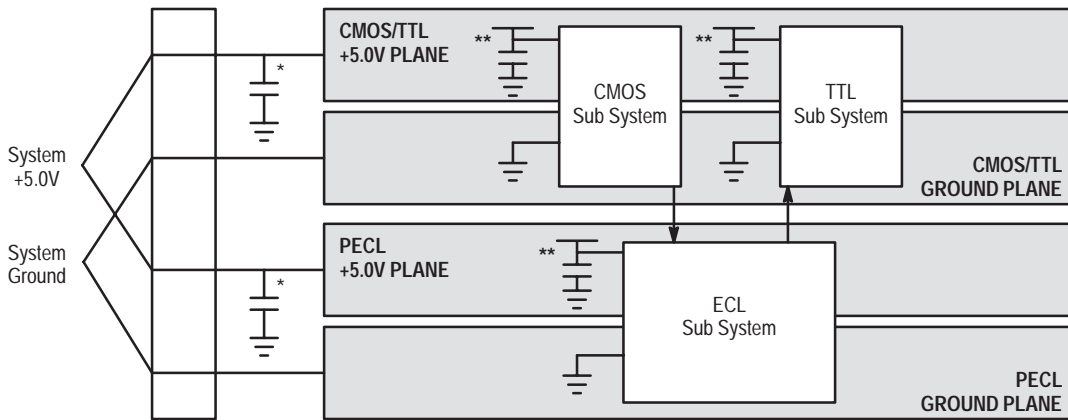 CMOS/TTL
+5.0V PLANE
*
**
**
CMOS
Sub System
TTL
Sub System
System
+5.0V
CMOS/TTL
GROUND PLANE
System
Ground
PECL
+5.0V PLANE
*
**
ECL
Sub System
PECL
GROUND PLANE